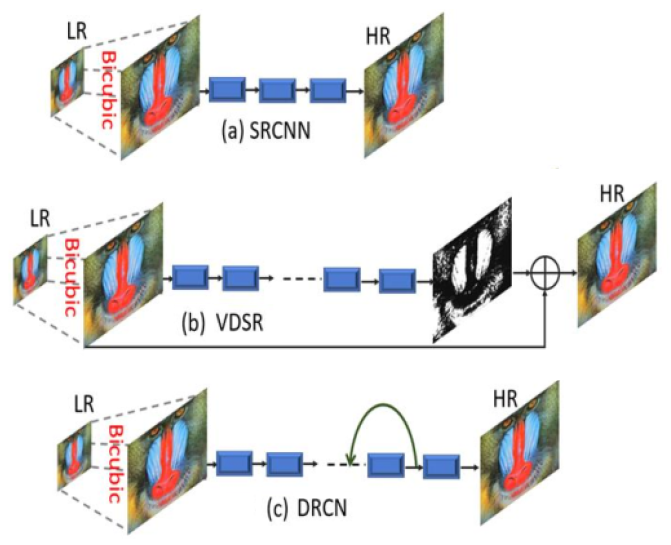 LR
HR
Bicubic
(a) SRCNN
LR
HR
Bicubic
(b) VDSR
LR
HR
Bicubic
(c) DRCN